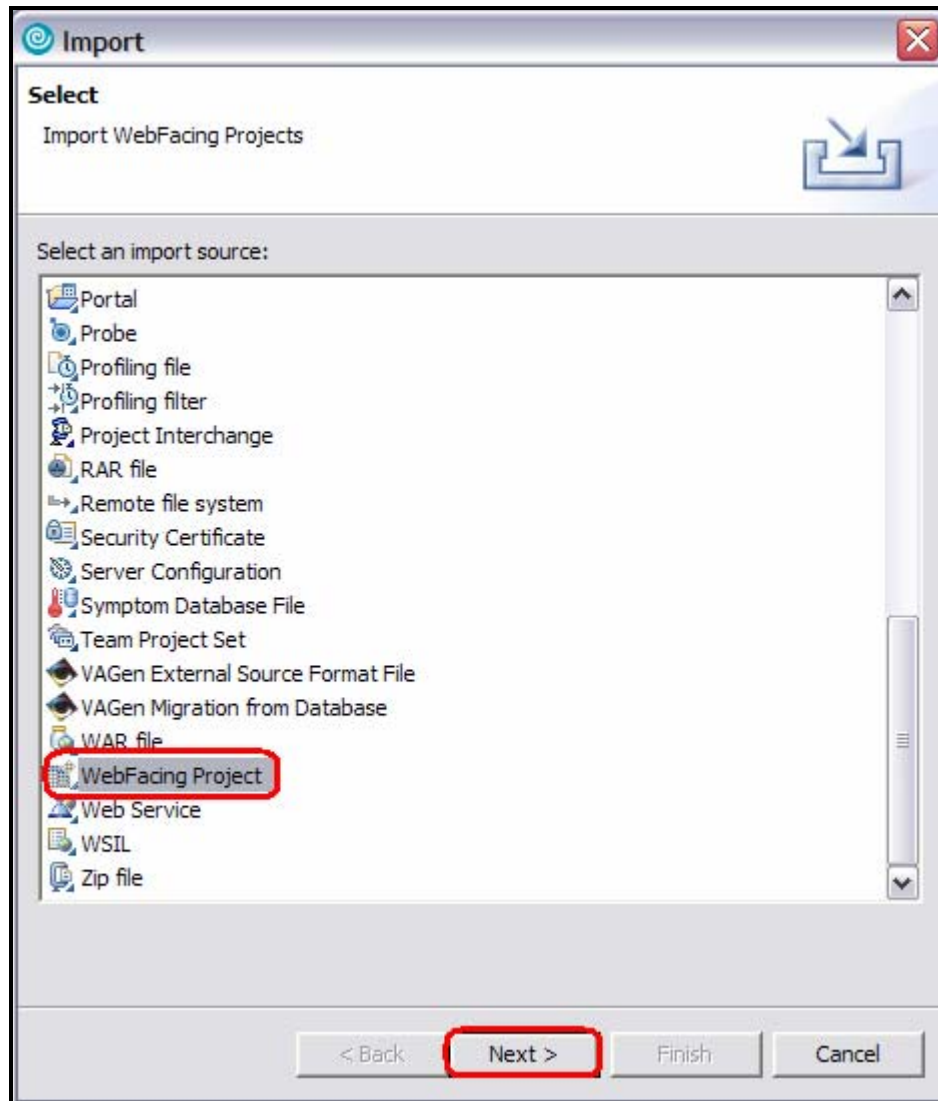 Import
Select
Import WebFacing Projects
Select an import source:
Portal
Probe
Profiling file
Profiling filter
Project Interchange
RAR file
Remote file system
Security Certificate
Server Configuration
Symptom Database File
Team Project Set
VAGen External Source Format File
VAGen Migration from Database
WAR file
WebFacing Project
Web Service
WSIL
Zip file
< Back Next > Finish Cancel